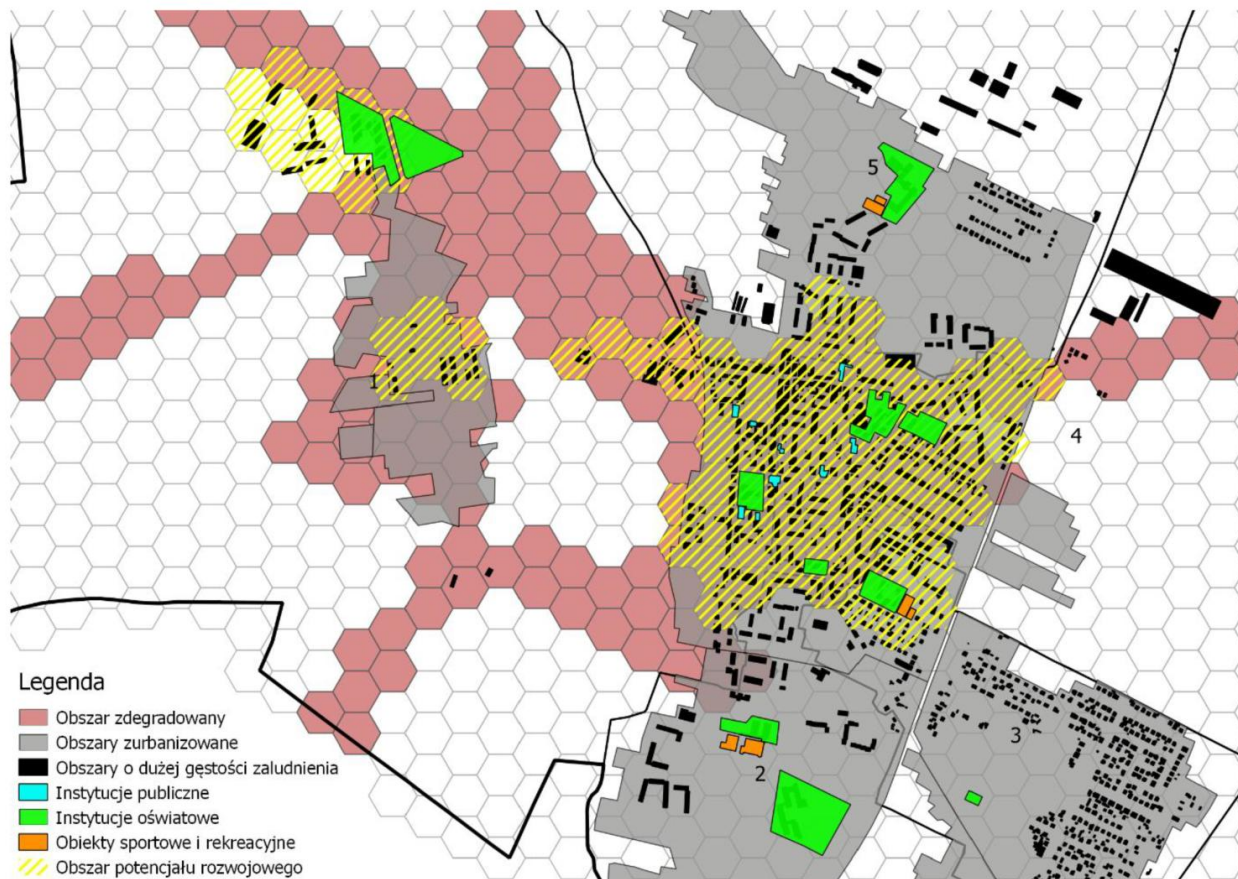 5
1
4
3
2
Legenda
Obszar zdegradowany
Obszary zurbanizowane
Obszary o dużej gęstości zaludnienia
Instytucje publiczne
Instytucje oświatowe
Obiekty sportowe i rekreacyjne
Obszar potencjału rozwojowego